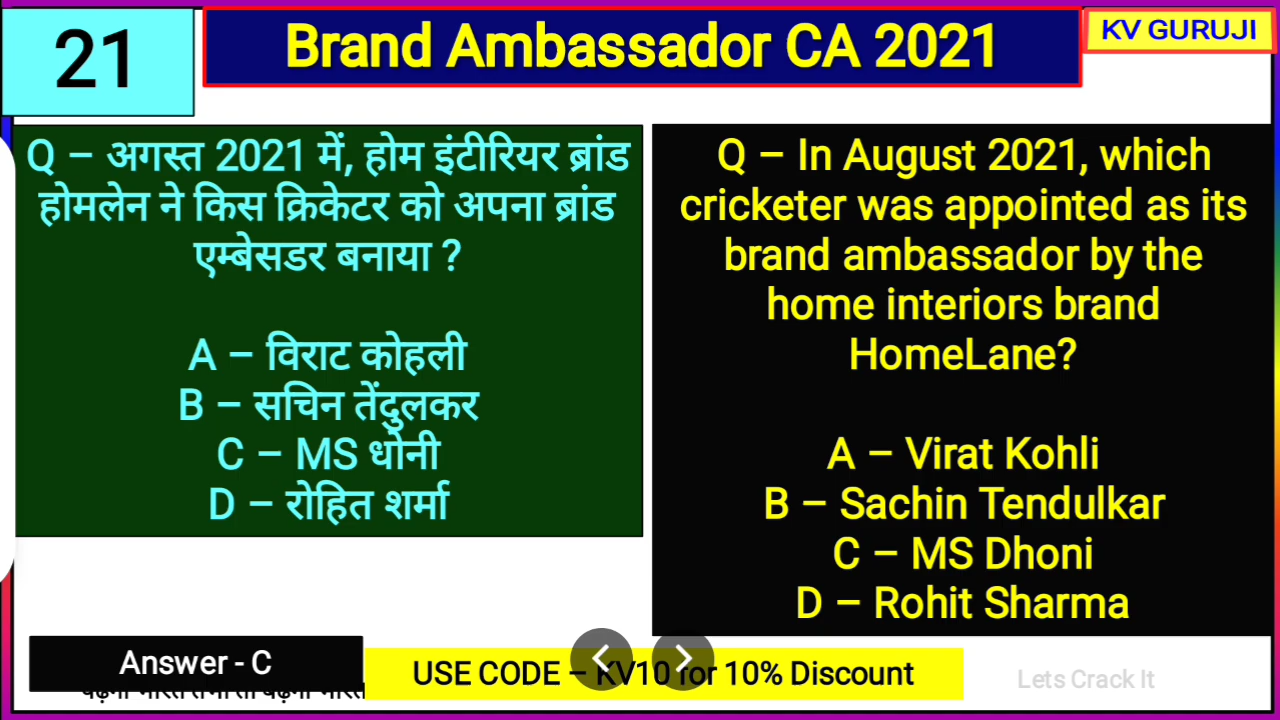 21
Brand Ambassador CA 2021
KV GURUJI
Q – अगस्त 2021 में, होम इंटीरियर ब्रांड
होमलेन ने किस क्रिकेटर को अपना ब्रांड
एम्बेसडर बनाया ?
A – विराट कोहली
B – सचिन तेंदुलकर
C – MS धोनी
D – रोहित शर्मा
Q – In August 2021, which
cricketer was appointed as its
brand ambassador by the
home interiors brand
HomeLane?
A – Virat Kohli
B – Sachin Tendulkar
C – MS Dhoni
D – Rohit Sharma
Answer - C
USE CODE – KV10 for 10% Discount
Lets Crack It